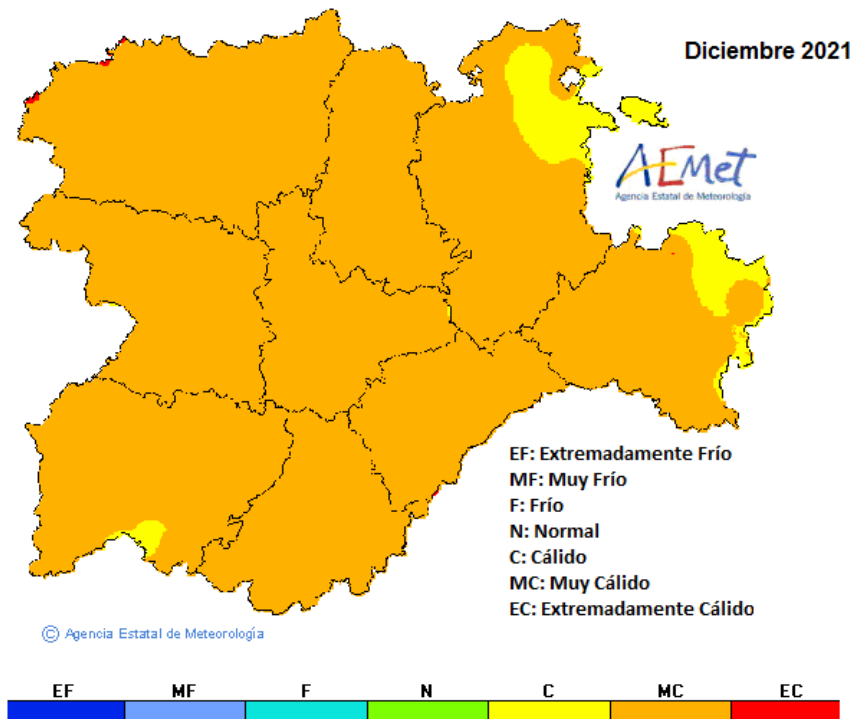 Diciembre 2021
AEMet
Agencia Estatal de Meteorología
EF: Extremadamente Frío
MF: Muy Frío
F: Frío
N: Normal
C: Cálido
MC: Muy Cálido
EC: Extremadamente Cálido
© Agencia Estatal de Meteorología
EF MF F N C MC EC